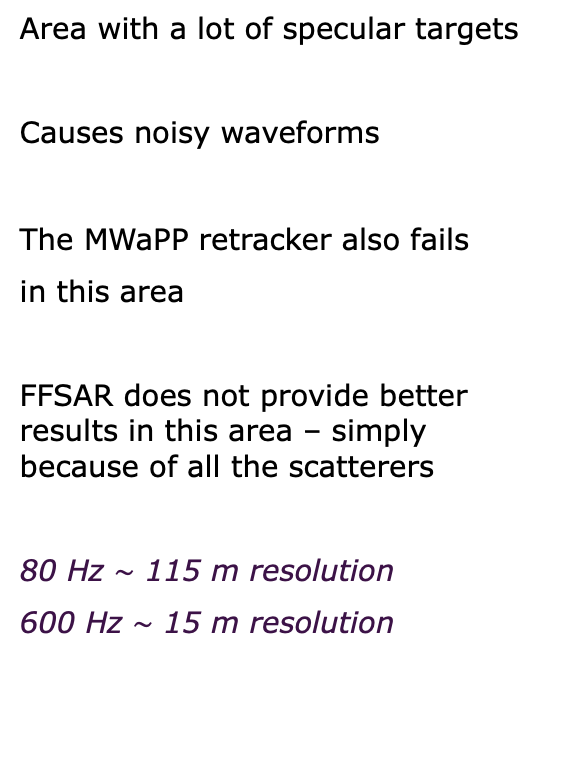 Area with a lot of specular targets
Causes noisy waveforms
The MWaPP retracker also fails
in this area
FFSAR does not provide better
results in this area – simply
because of all the scatterers
80 Hz ~ 115 m resolution
600 Hz ~ 15 m resolution